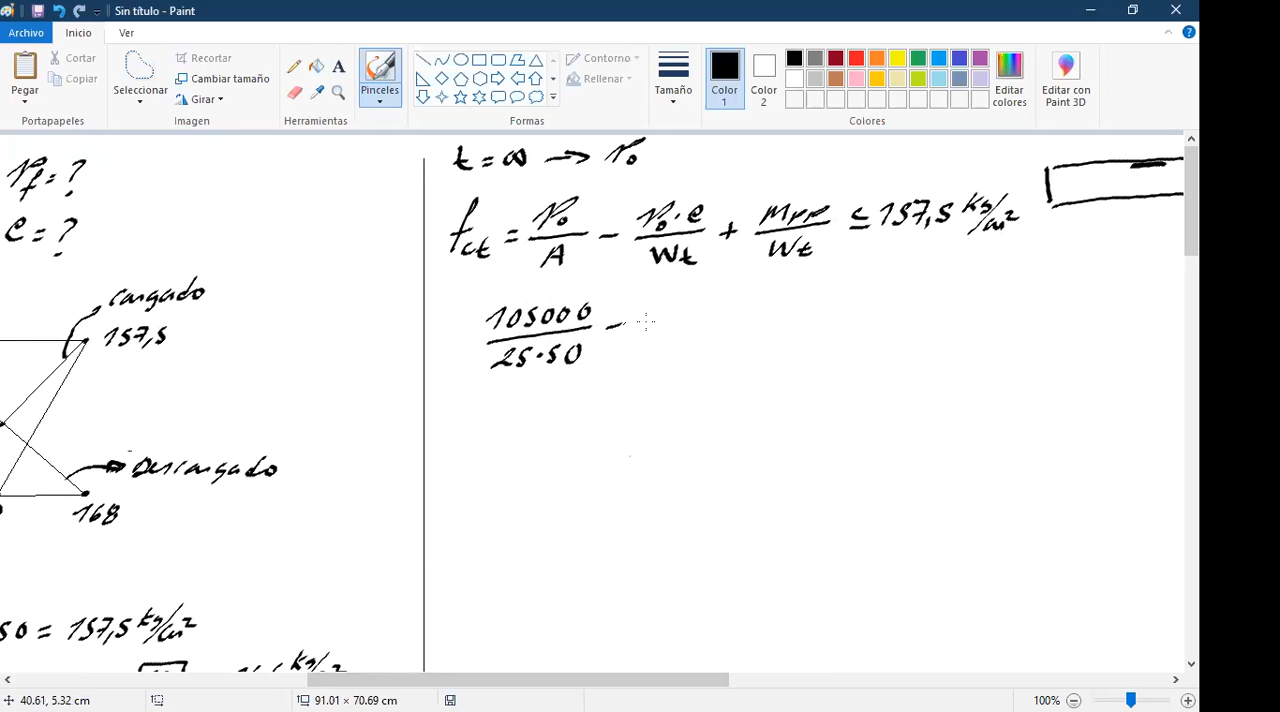 Sin título - Paint
Archivo Inicio Ver
Pegar
Cortar
Copiar
Portapapeles
Seleccionar
Recortar
Cambiar tamaño
Girar
Imagen
A
Herramientas
Contorno
Rellenar
Formas
Tamaño
Color 1
Color 2
Editar colores
Colores
Editar con Paint 3D
Pf = ?
e = ?
cargado
157,5
Descargado
168
50 = 157,5 kg/cm²
t = ∞ → Po
fct = Po/A - Po·e/Wt + Mpp/Wt ≤ 157,5 kg/cm²
105000/25·50 -
40.61, 5.32 cm
91.01 × 70.69 cm
100%